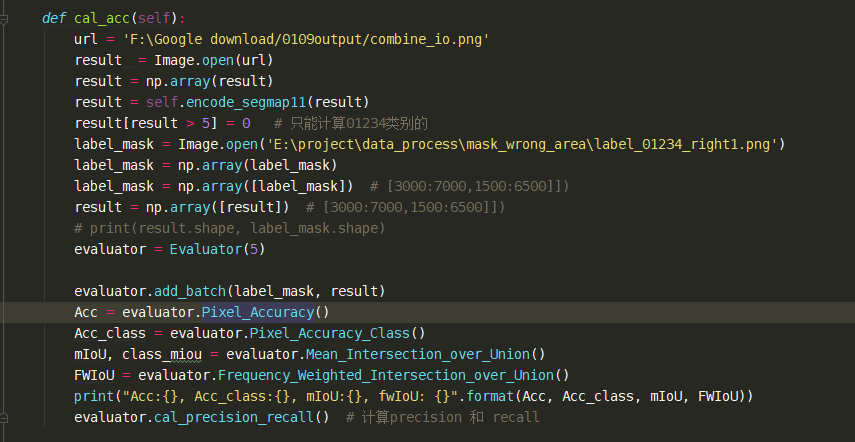 def cal_acc(self):
url = 'F:\Google download/0109output/combine_io.png'
result  = Image.open(url)
result = np.array(result)
result = self.encode_segmap11(result)
result[result > 5] = 0   # 只能计算01234类别的
label_mask = Image.open('E:\project\data_process\mask_wrong_area\label_01234_right1.png')
label_mask = np.array(label_mask)
label_mask = np.array([label_mask])  # [3000:7000,1500:6500]])
result = np.array([result])  # [3000:7000,1500:6500]])
# print(result.shape, label_mask.shape)
evaluator = Evaluator(5)
evaluator.add_batch(label_mask, result)
Acc = evaluator.Pixel_Accuracy()
Acc_class = evaluator.Pixel_Accuracy_Class()
mIoU, class_miou = evaluator.Mean_Intersection_over_Union()
FWIoU = evaluator.Frequency_Weighted_Intersection_over_Union()
print("Acc:{}, Acc_class:{}, mIoU:{}, fwIoU: {}".format(Acc, Acc_class, mIoU, FWIoU))
evaluator.cal_precision_recall()  # 计算precision 和 recall